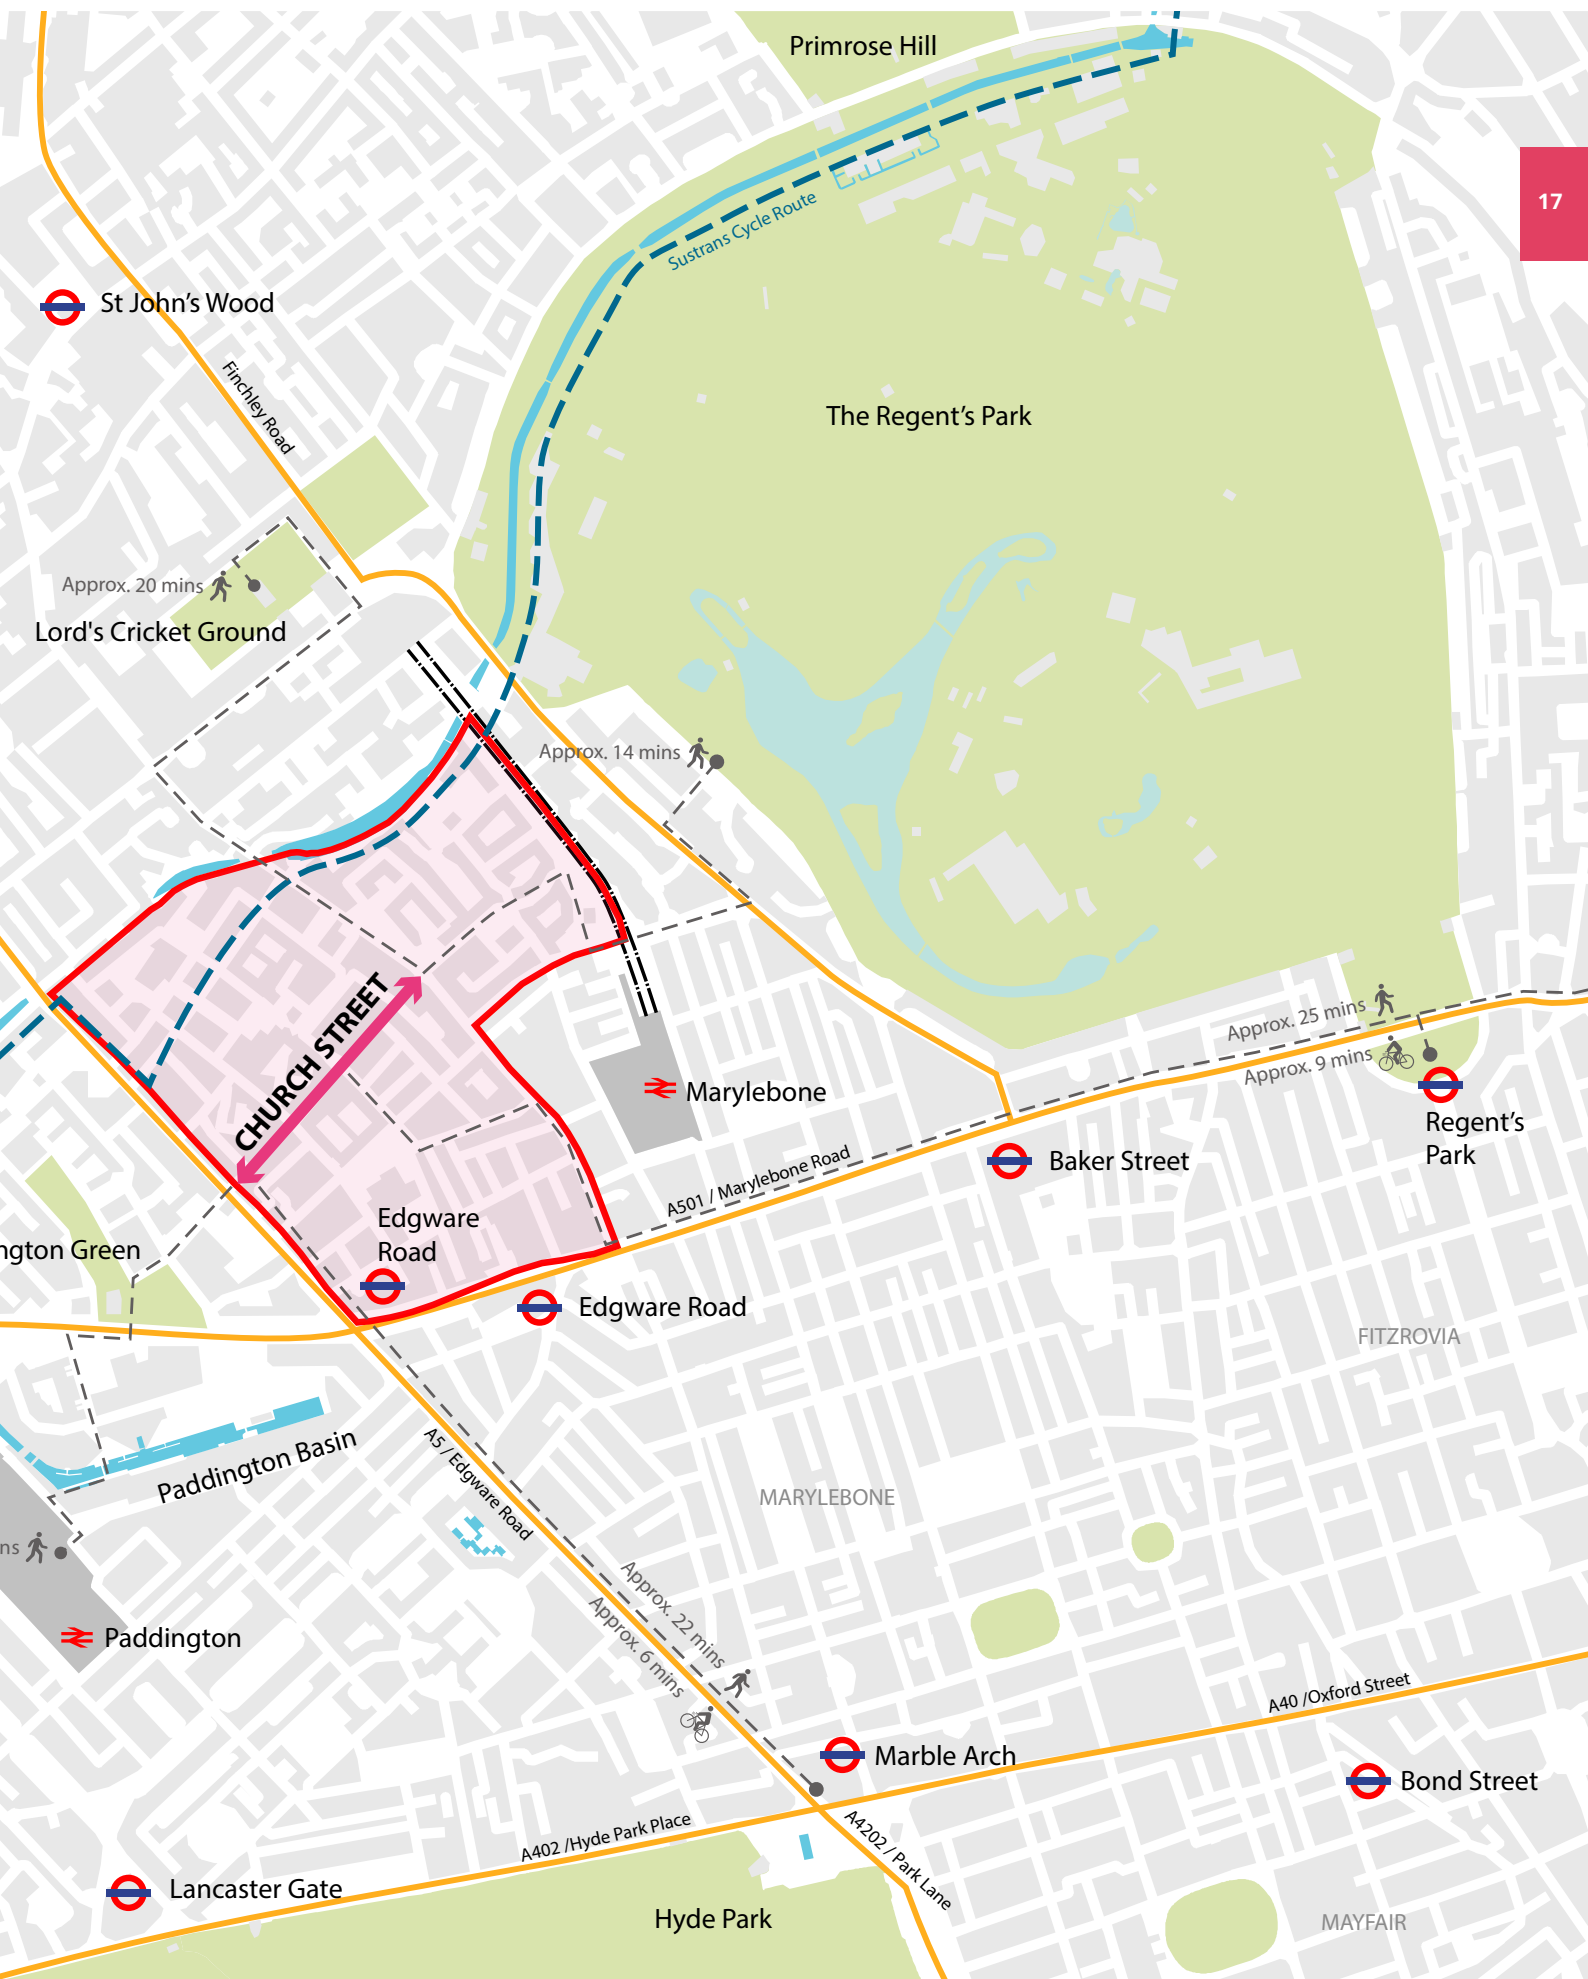 Primrose Hill
17
Sustrans Cycle Route
St John's Wood
Finchley Road
The Regent's Park
Approx. 20 mins
Lord's Cricket Ground
Approx. 14 mins
CHURCH STREET
Approx. 25 mins
Approx. 9 mins
Marylebone
Regent's
Park
Baker Street
A501 / Marylebone Road
Edgware
Road
ngton Green
Edgware Road
FITZROVIA
A5 / Edgware Road
Paddington Basin
MARYLEBONE
ns
Approx. 22 mins
Approx. 6 mins
Paddington
A40 /Oxford Street
Marble Arch
Bond Street
A402 /Hyde Park Place
A4202 / Park Lane
Lancaster Gate
Hyde Park
MAYFAIR